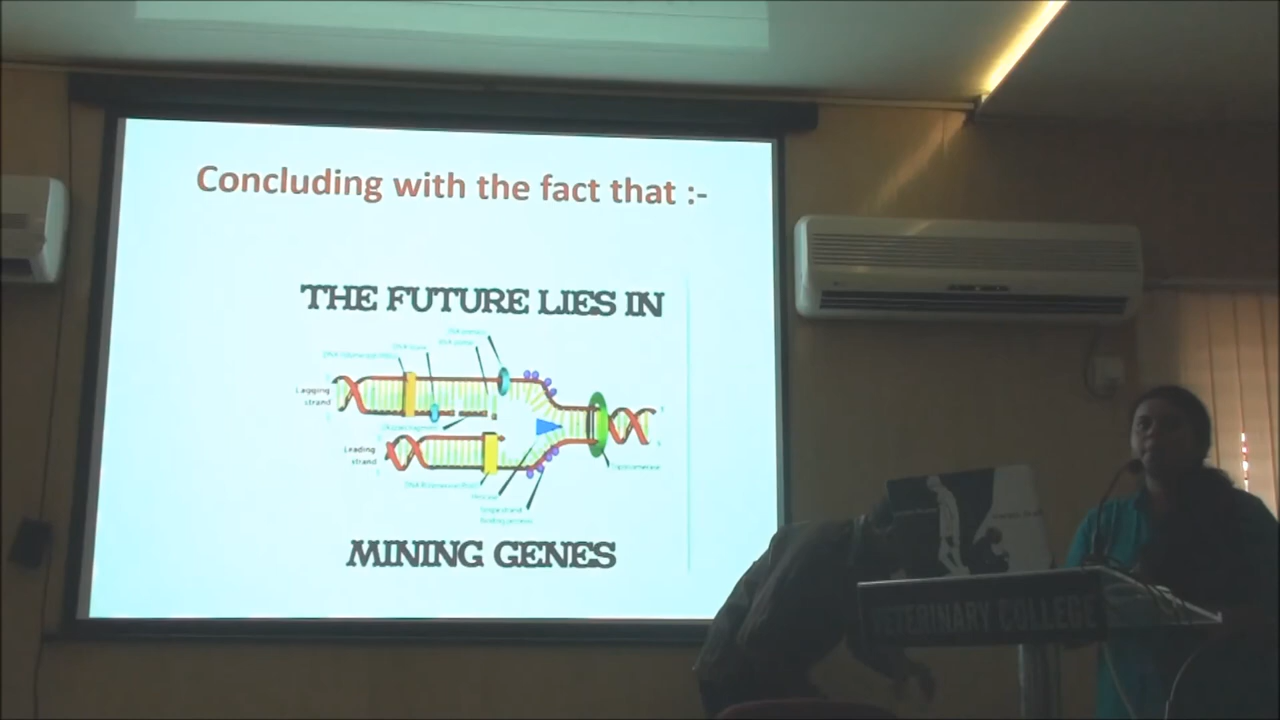 Concluding with the fact that :-
THE FUTURE LIES IN
Lagging
strand
Leading
strand
MINING GENES
VETERINARY COLLEGE